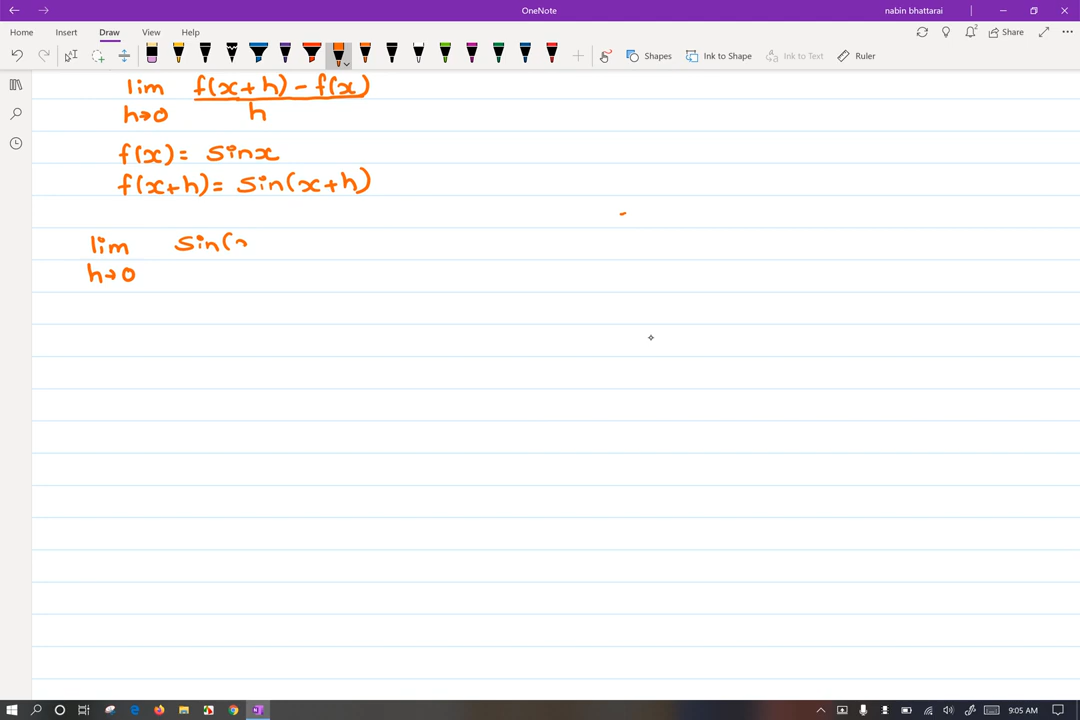 OneNote
nabin bhattarai
Home Insert Draw View Help
Share
Shapes Ink to Shape Ink to Text Ruler
lim f(x+h) - f(x)
h→0 h
f(x) = sinx
f(x+h) = sin(x+h)
lim sin(
h→0
9:05 AM